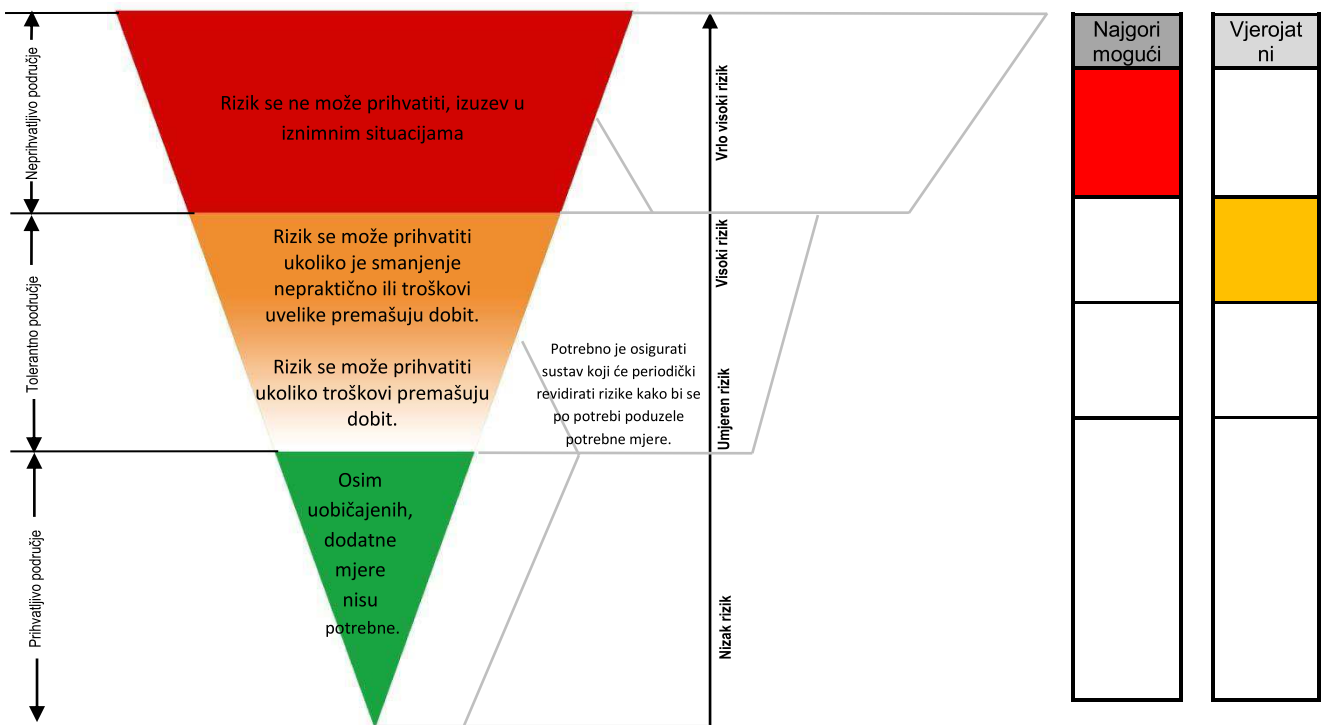 Neprihvatljivo područje
Rizik se ne može prihvatiti, izuzev u
iznimnim situacijama
Vrlo visoki rizik
Tolerantno područje
Rizik se može prihvatiti
ukoliko je smanjenje
nepraktično ili troškovi
uvelike premašuju dobit.
Rizik se može prihvatiti
ukoliko troškovi premašuju
dobit.
Potrebno je osigurati
sustav koji će periodički
revidirati rizike kako bi se
po potrebi poduzele
potrebne mjere.
Visoki rizik
Umjeren rizik
Prihvatljivo područje
Osim
uobičajenih,
dodatne
mjere
nisu
potrebne.
Nizak rizik
Najgori
mogući
Vjerojat
ni